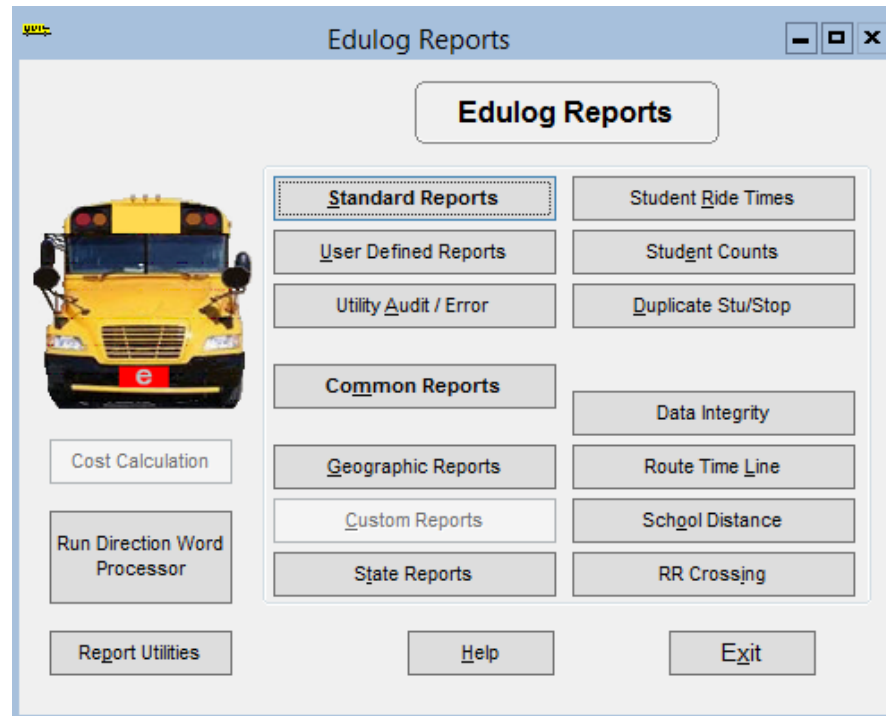 Edulog Reports
Edulog Reports
Standard Reports
Student Ride Times
User Defined Reports
Student Counts
Utility Audit / Error
Duplicate Stu/Stop
Common Reports
Data Integrity
Cost Calculation
Geographic Reports
Route Time Line
Custom Reports
School Distance
Run Direction Word
Processor
State Reports
RR Crossing
Report Utilities
Help
Exit
e